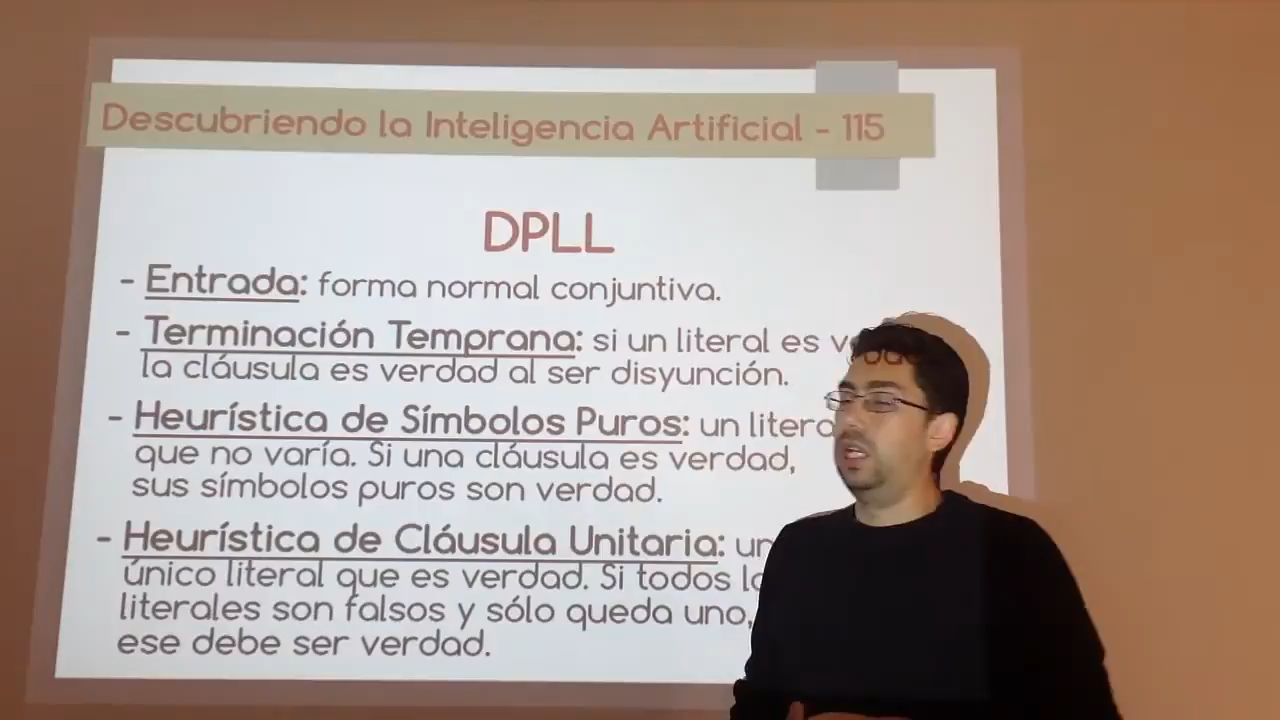 Descubriendo la Inteligencia Artificial - 115
DPLL
- Entrada: forma normal conjuntiva.
- Terminación Temprana: si un literal es
la cláusula es verdad al ser disyunción.
- Heurística de Símbolos Puros: un
que no varía. Si una cláusula es verdad,
sus símbolos puros son verdad.
- Heurística de Cláusula Unitaria:
único literal que es verdad. Si todos
literales son falsos y sólo queda uno,
ese debe ser verdad.